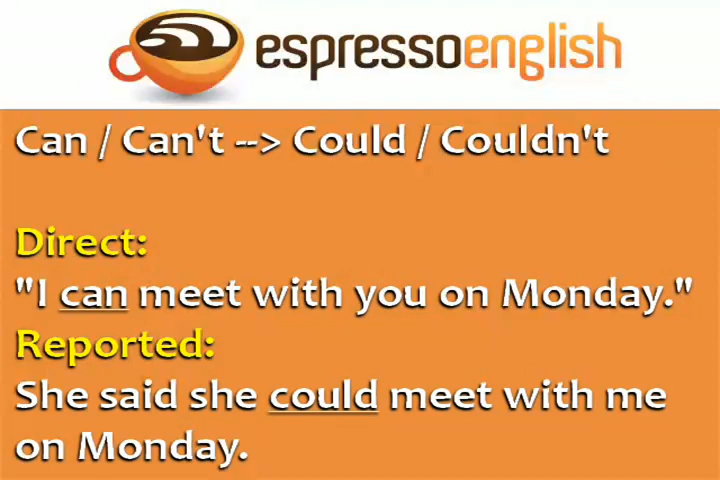 espressoenglish
Can / Can't --> Could / Couldn't
Direct:
"I can meet with you on Monday."
Reported:
She said she could meet with me
on Monday.